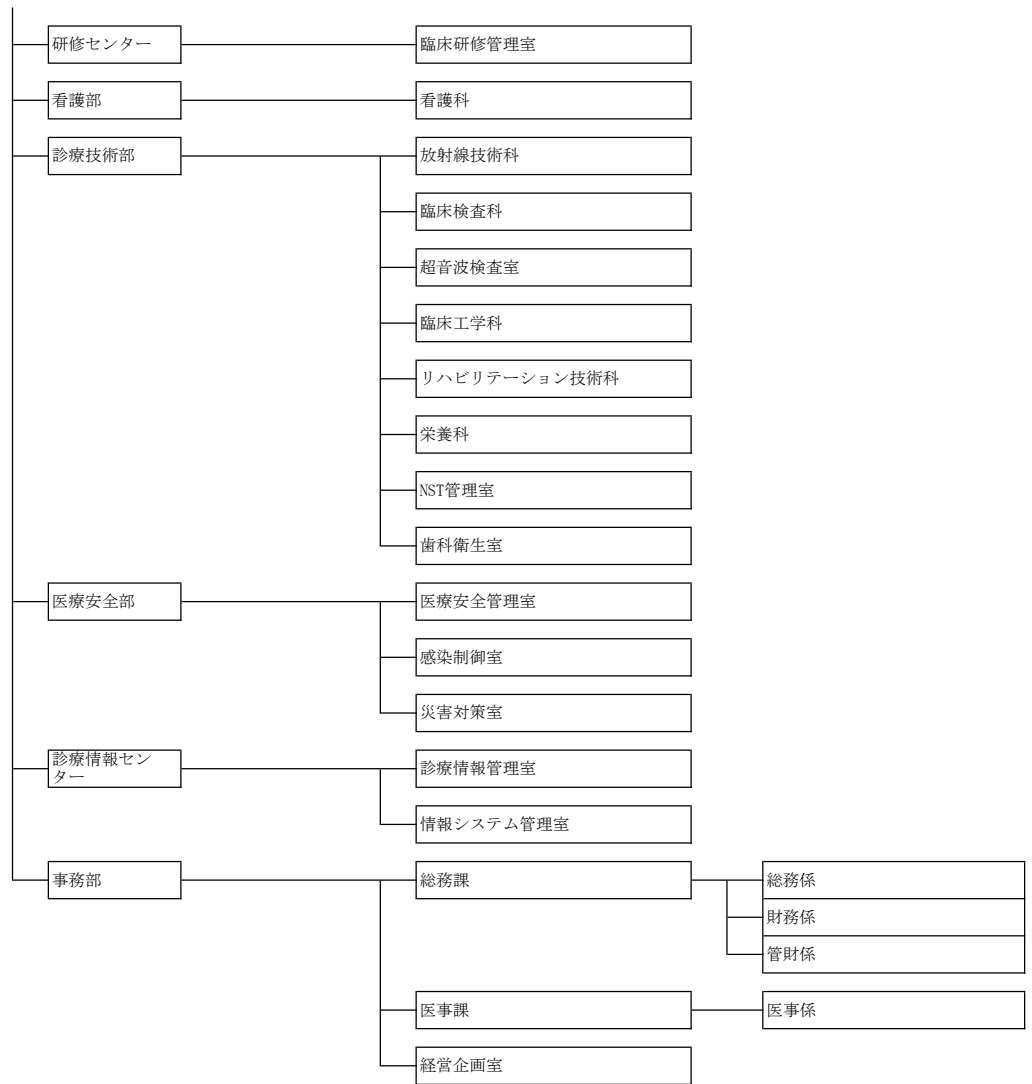 研修センター
臨床研修管理室
看護部
看護科
診療技術部
放射線技術科
臨床検査科
超音波検査室
臨床工学科
リハビリテーション技術科
栄養科
NST管理室
歯科衛生室
医療安全部
医療安全管理室
感染制御室
災害対策室
診療情報セン
ター
診療情報管理室
情報システム管理室
事務部
総務課
総務係
財務係
管財係
医事課
医事係
経営企画室